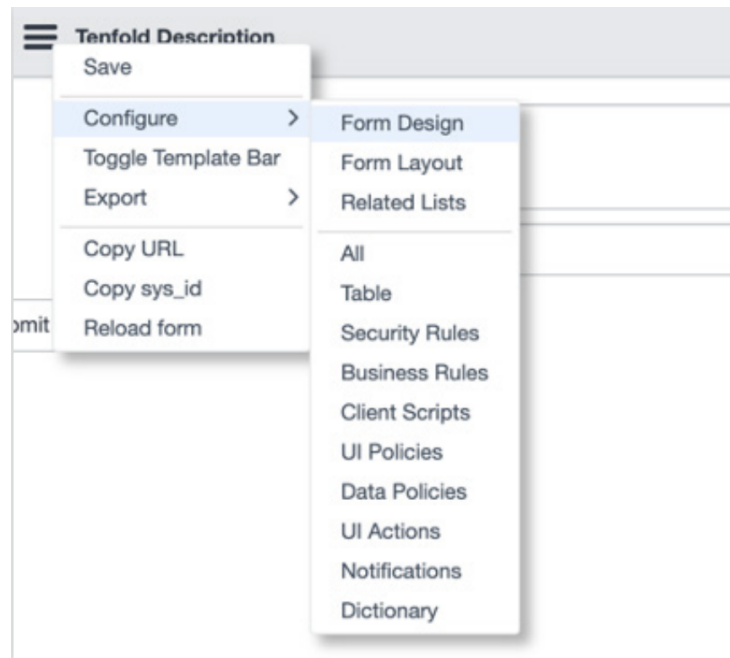 Tenfold Description
Save
Configure
Toggle Template Bar
Export
Copy URL
Copy sys_id
Reload form
Form Design
Form Layout
Related Lists
All
Table
Security Rules
Business Rules
Client Scripts
UI Policies
Data Policies
UI Actions
Notifications
Dictionary